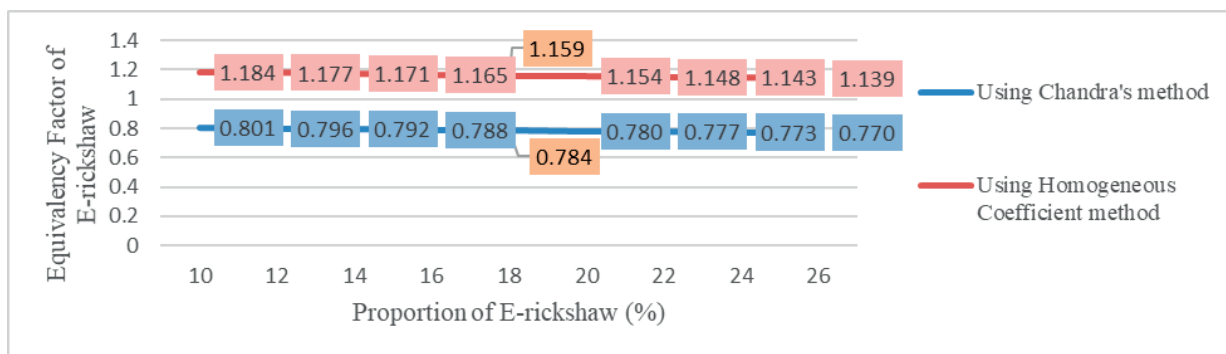 Equivalency Factor of
E-rickshaw
1.4
1.2
1
0.8
0.6
0.4
0.2
0
1.159
1.184 1.177 1.171 1.165 1.154 1.148 1.143 1.139
0.801 0.796 0.792 0.788 0.780 0.777 0.773 0.770
0.784
10 12 14 16 18 20 22 24 26
Proportion of E-rickshaw (%)
Using Chandra's method
Using Homogeneous
Coefficient method